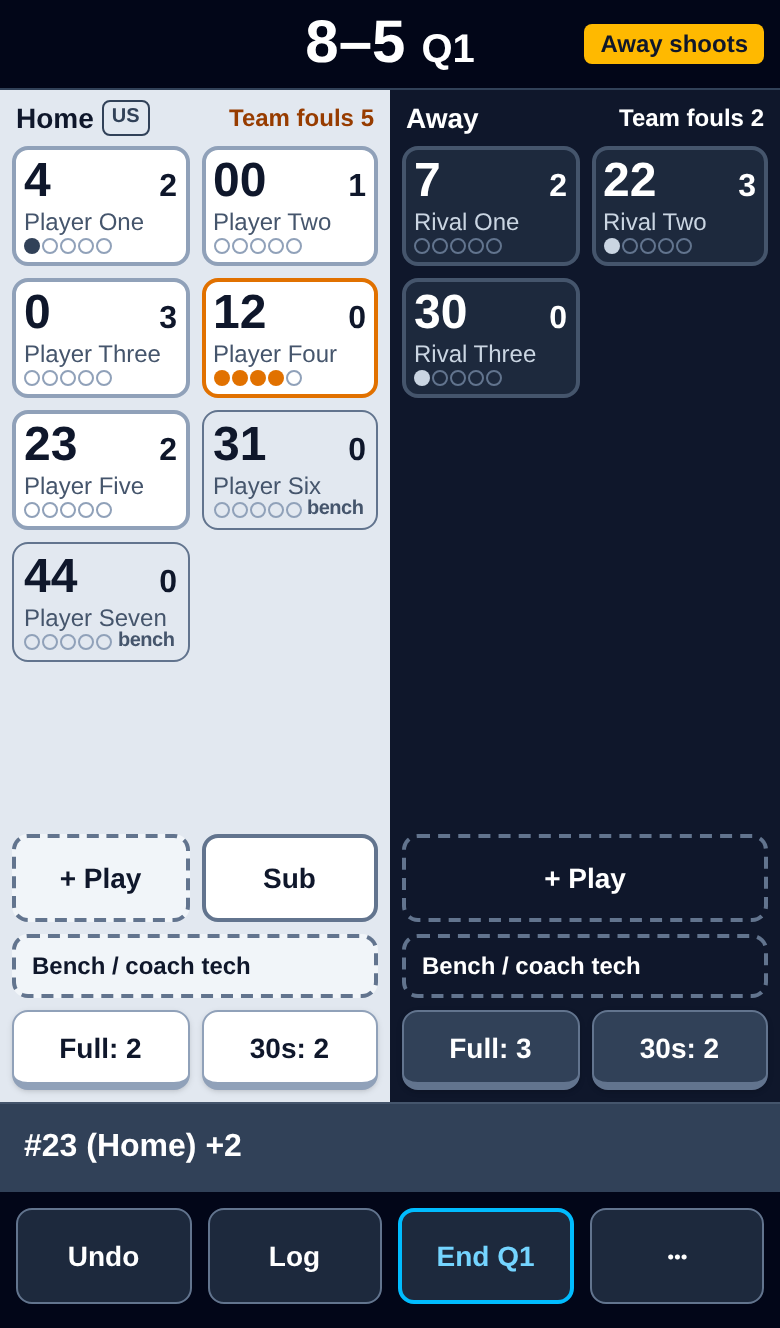 8–5 Q1
Away shoots
Home US
Team fouls 5
4 2
Player One
00 1
Player Two
0 3
Player Three
12 0
Player Four
23 2
Player Five
31 0
Player Six
bench
44 0
Player Seven
bench
+ Play
Sub
Bench / coach tech
Full: 2
30s: 2
Away
Team fouls 2
7 2
Rival One
22 3
Rival Two
30 0
Rival Three
+ Play
Bench / coach tech
Full: 3
30s: 2
#23 (Home) +2
Undo
Log
End Q1
···